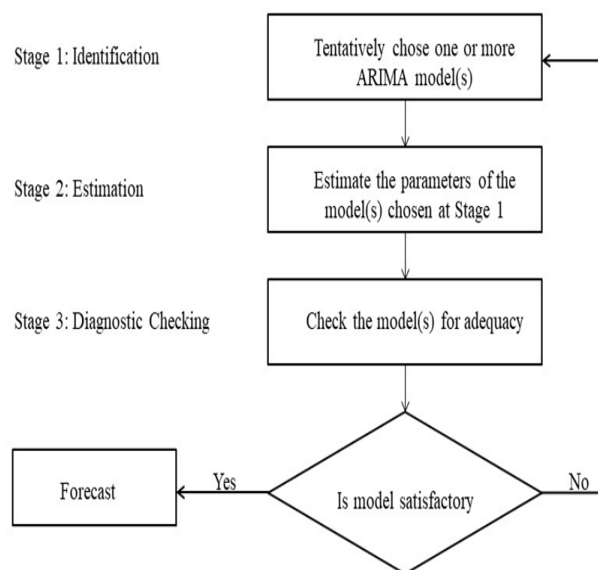 Stage 1: Identification
Tentatively chose one or more
ARIMA model(s)
Stage 2: Estimation
Estimate the parameters of the
model(s) chosen at Stage 1
Stage 3: Diagnostic Checking
Check the model(s) for adequacy
Forecast
Yes
Is model satisfactory
No